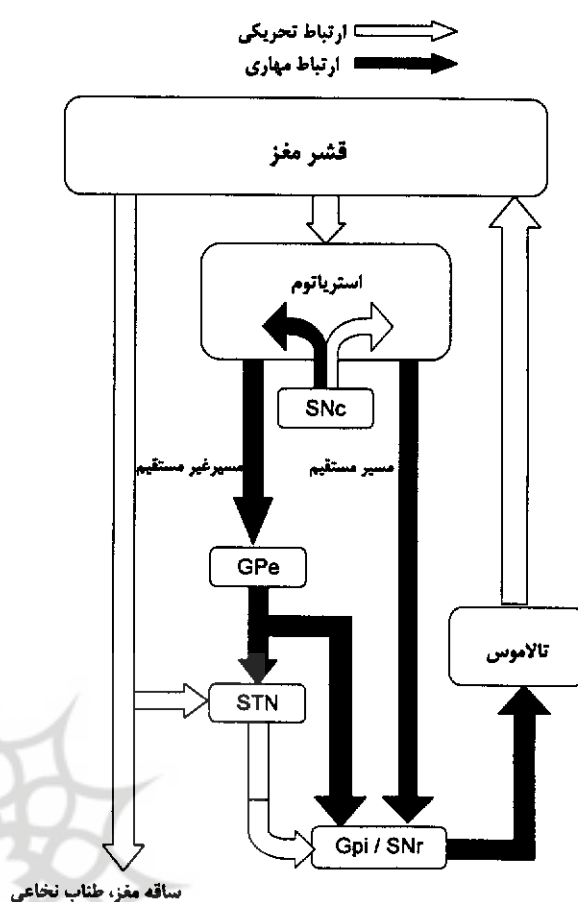 ارتباط تحریکی
ارتباط مهاری
قشر مغز
استریاتوم
SNc
مسیرغیر مستقیم
مسیر مستقیم
GPe
تالاموس
STN
Gpi / SNr
ساقه مغز، طناب نخاعی